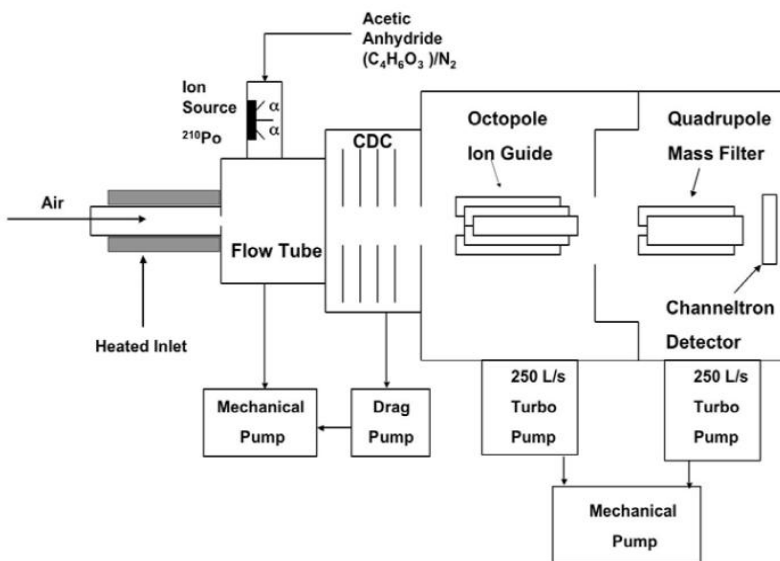 Acetic
Anhydride
(C4H6O3 )/N2
Ion
Source
210Po
α
α
CDC
Octopole
Ion Guide
Quadrupole
Mass Filter
Air
Flow Tube
Heated Inlet
Channeltron
Detector
Mechanical
Pump
Drag
Pump
250 L/s
Turbo
Pump
250 L/s
Turbo
Pump
Mechanical
Pump